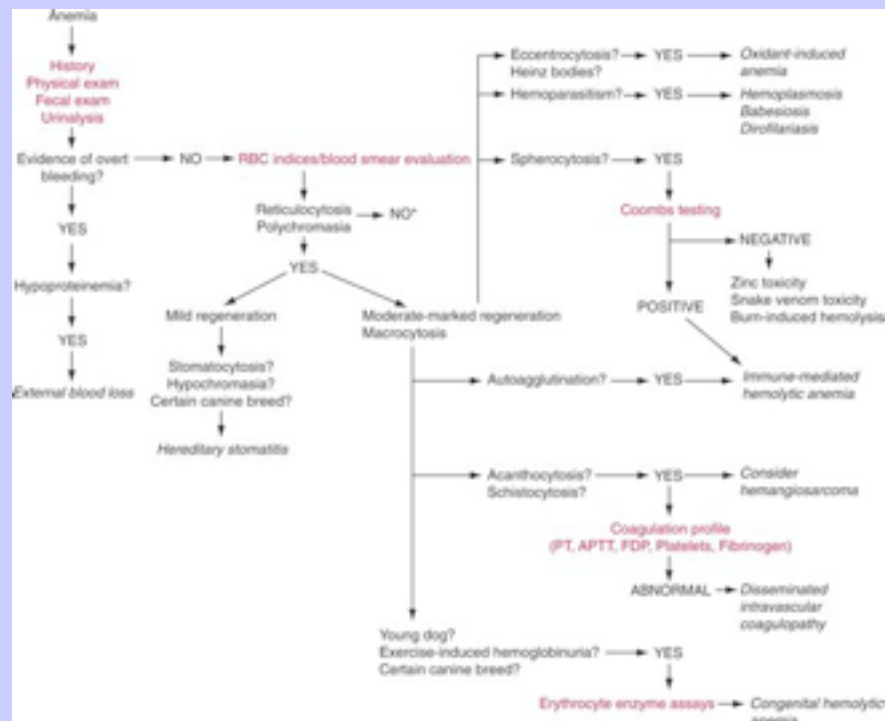 Anemia
History
Physical exam
Fecal exam
Urinalysis
Evidence of overt
bleeding?
NO
RBC indices/blood smear evaluation
YES
Hypoproteinemia?
YES
External blood loss
Reticulocytosis
Polychromasia
NO*
YES
Mild regeneration
Stomatocytosis?
Hypochromasia?
Certain canine breed?
Hereditary stomatitis
Moderate-marked regeneration
Macrocytosis
Eccentrocytosis?
Heinz bodies?
YES
Oxidant-induced
anemia
Hemoparasitism?
YES
Hemoplasmosis
Babesiosis
Dirofilariasis
Spherocytosis?
YES
Coombs testing
NEGATIVE
Zinc toxicity
Snake venom toxicity
Burn-induced hemolysis
POSITIVE
Autoagglutination?
YES
Immune-mediated
hemolytic anemia
Acanthocytosis?
Schistocytosis?
YES
Consider
hemangiosarcoma
Coagulation profile
(PT, APTT, FDP, Platelets, Fibrinogen)
ABNORMAL
Disseminated
intravascular
coagulopathy
Young dog?
Exercise-induced hemoglobinuria?
Certain canine breed?
YES
Erythrocyte enzyme assays
Congenital hemolytic
anemia